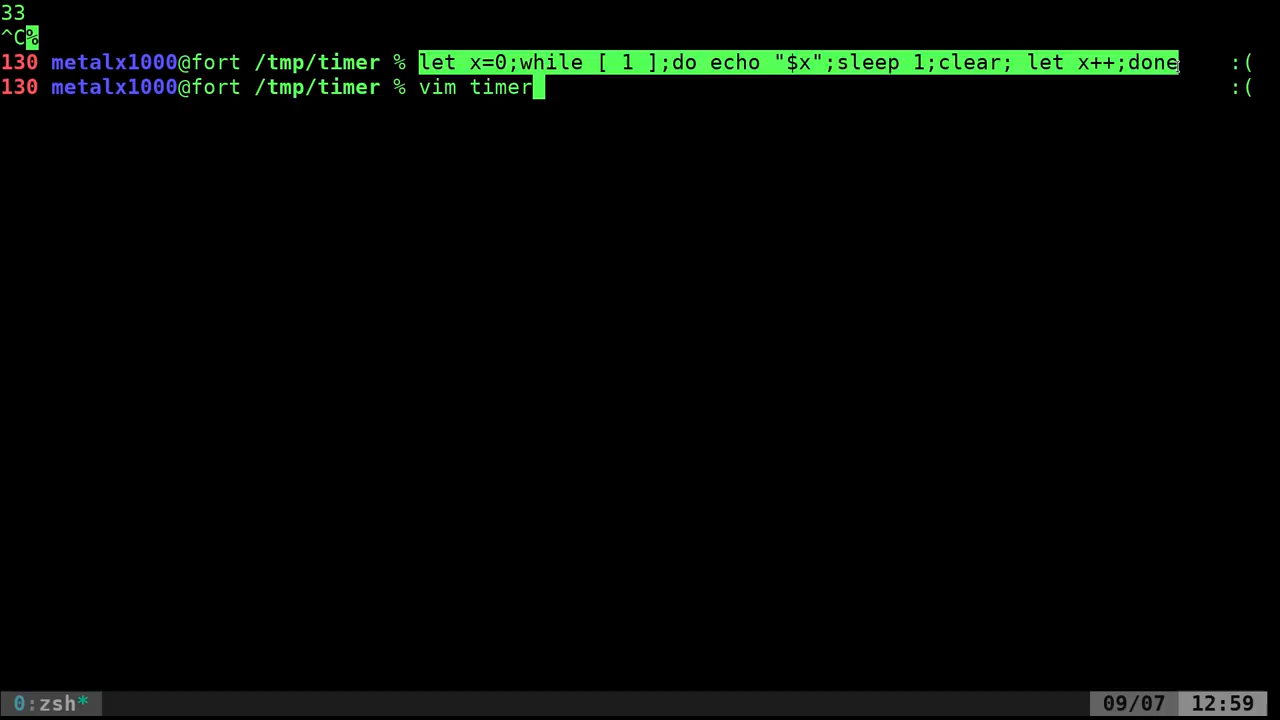 33
^C%
130 metalx1000@fort /tmp/timer % let x=0;while [ 1 ];do echo "$x";sleep 1;clear; let x++;done :(
130 metalx1000@fort /tmp/timer % vim timer :(
0:zsh* 09/07 12:59